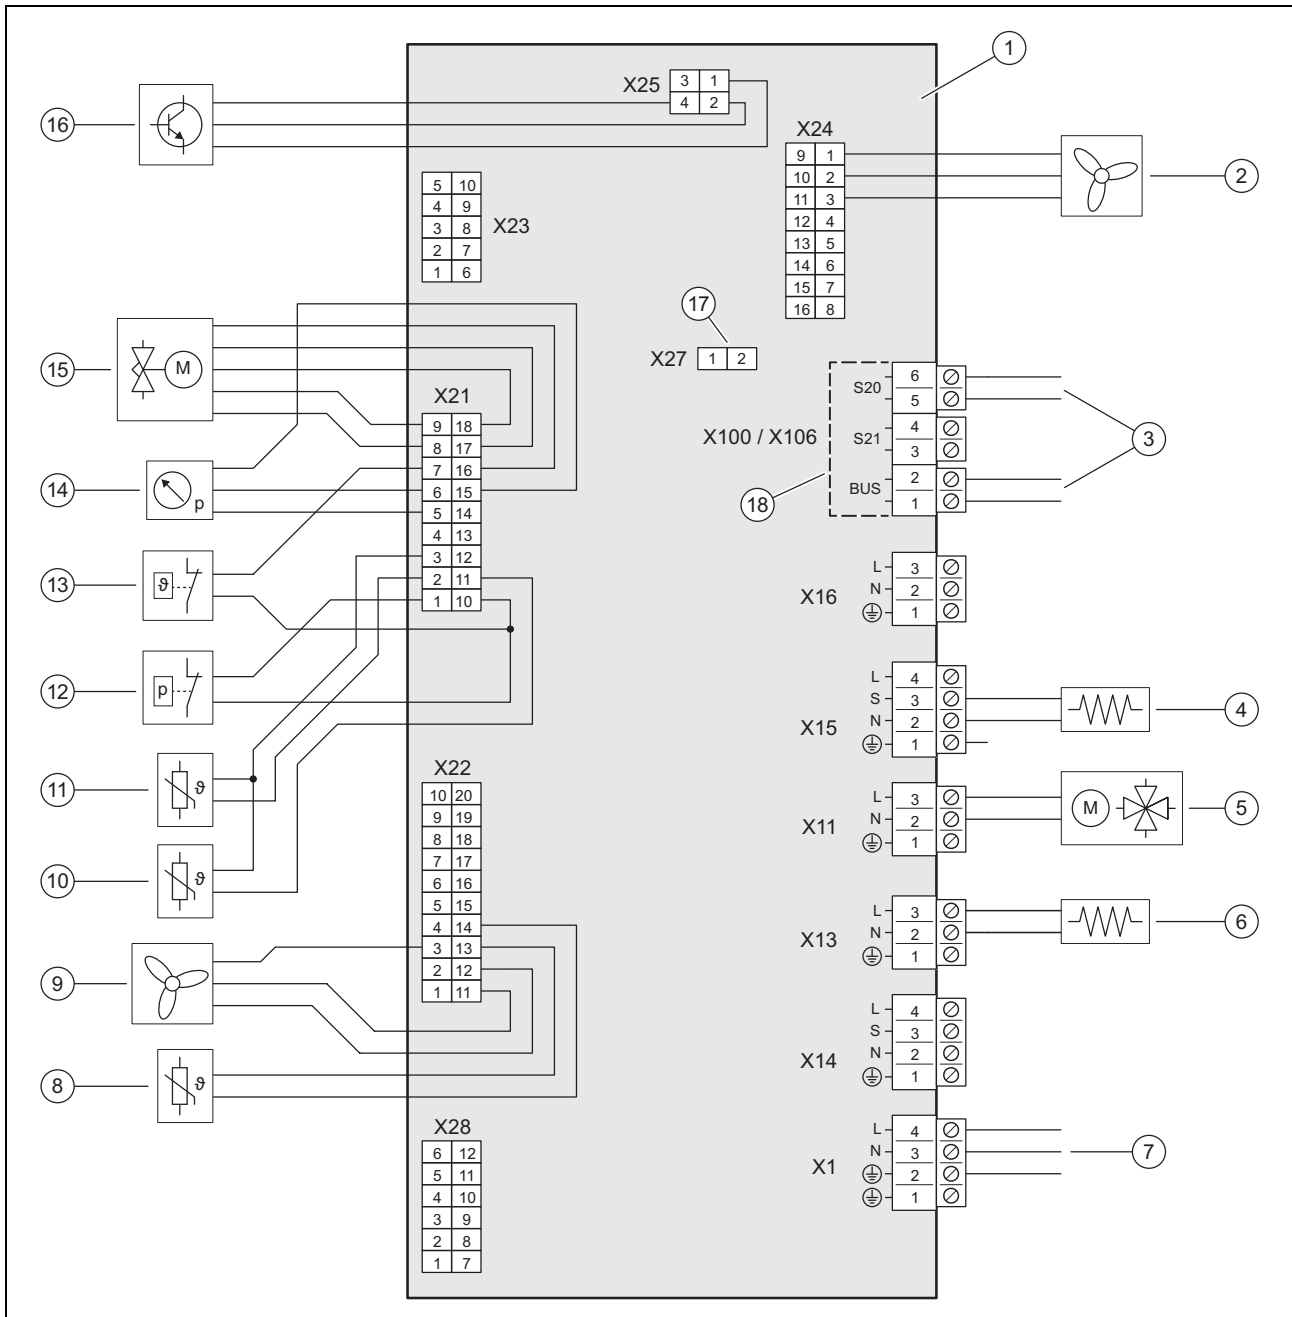 1
X25
3 1
4 2
16
X24
9 1
10 2
11 3
12 4
13 5
14 6
15 7
16 8
2
5 10
4 9
3 8
2 7
1 6
X23
17
X27 1 2
15
M
X21
9 18
8 17
7 16
6 15
5 14
4 13
3 12
2 11
1 10
X100 / X106
S20
6
5
S21
4
3
BUS
2
1
3
18
14
p
13
ϑ
12
p
X16
L 3
N 2
1
X15
L 4
S 3
N 2
1
4
11
ϑ
X22
10 20
9 19
8 18
7 17
6 16
5 15
4 14
3 13
2 12
1 11
X11
L 3
N 2
1
M
5
10
ϑ
X13
L 3
N 2
1
6
9
X14
L 4
S 3
N 2
1
8
ϑ
X28
6 12
5 11
4 10
3 9
2 8
1 7
X1
L 4
N 3
2
1
7